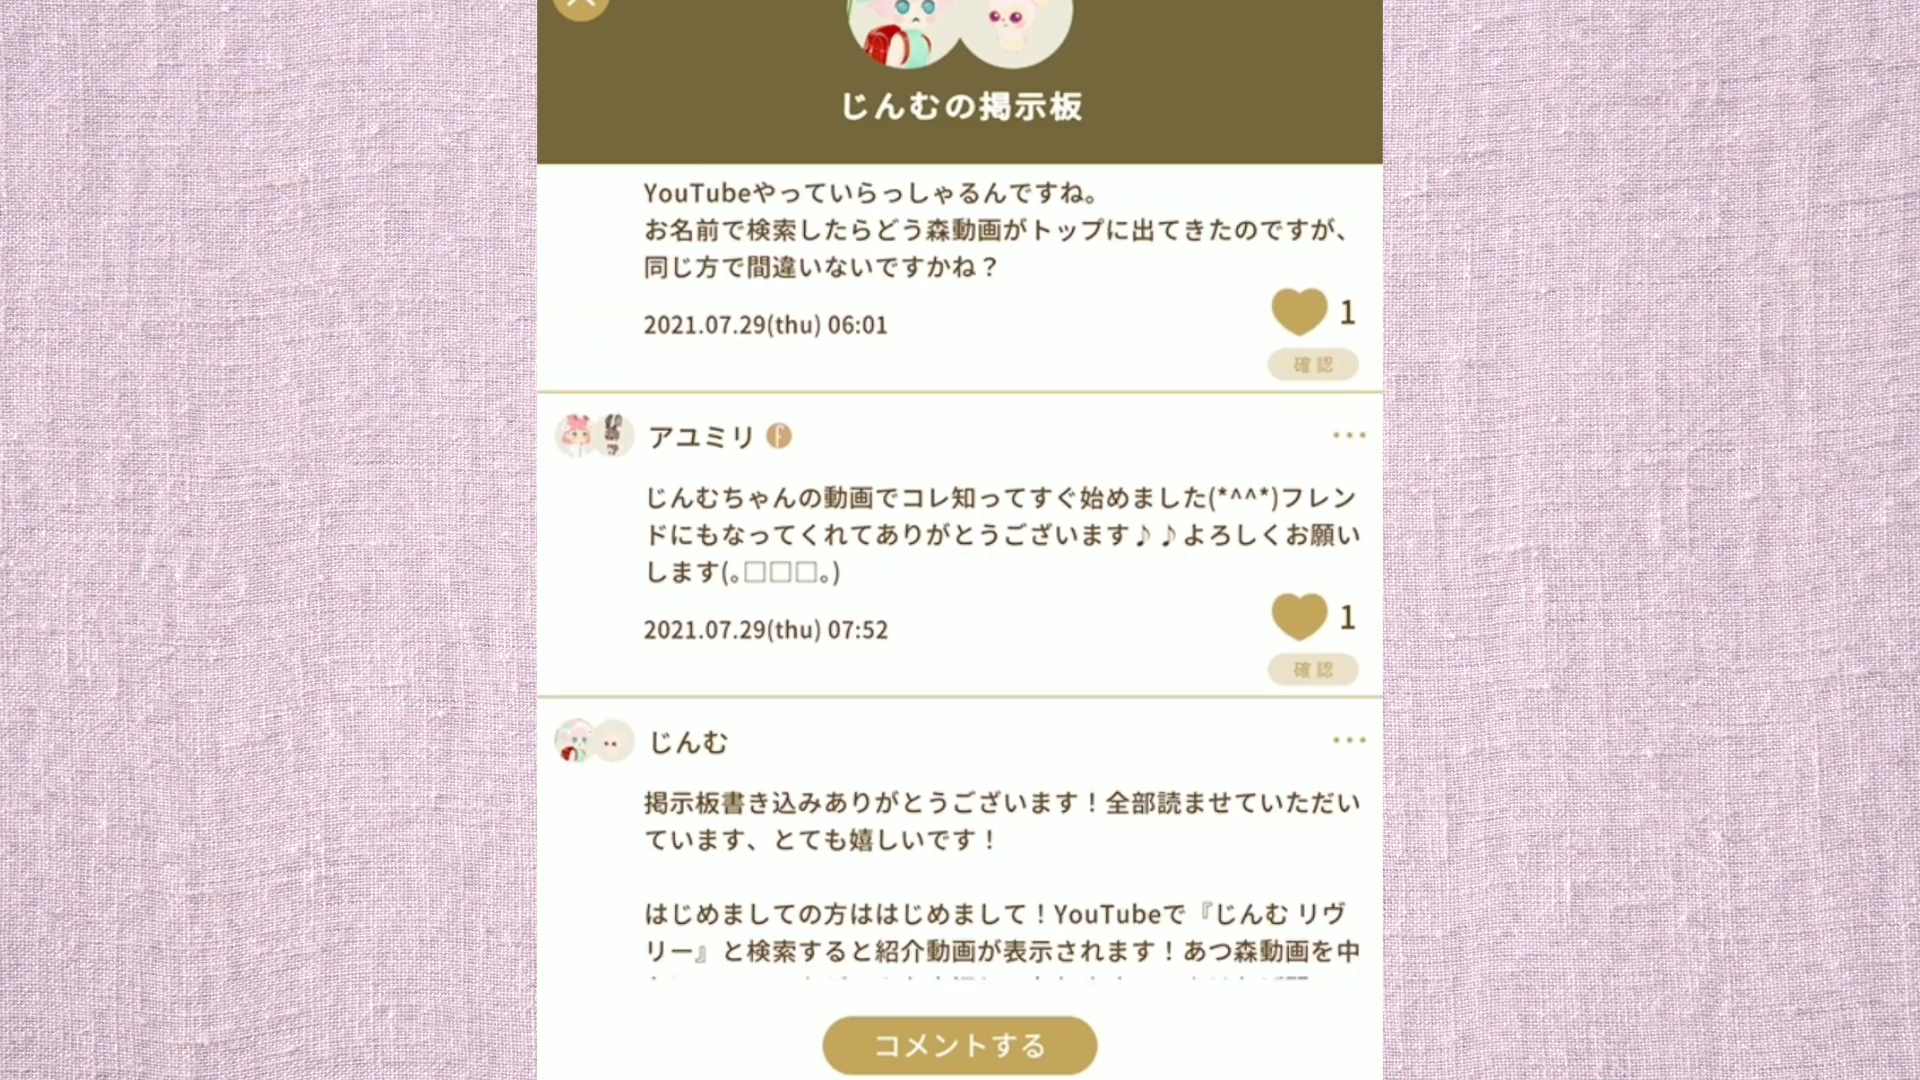 じんむの掲示板
YouTubeやっていらっしゃるんですね。
お名前で検索したらどう森動画がトップに出てきたのですが、
同じ方で間違いないですかね？
2021.07.29(thu) 06:01
1
確認
アユミリ f
じんむちゃんの動画でコレ知ってすぐ始めました(*^^*)フレン
ドにもなってくれてありがとうございます♪♪よろしくお願い
します(｡□□□｡)
2021.07.29(thu) 07:52
1
確認
じんむ
掲示板書き込みありがとうございます！全部読ませていただい
ています、とても嬉しいです！
はじめましての方ははじめまして！YouTubeで『じんむ リヴ
リー』と検索すると紹介動画が表示されます！あつ森動画を中
コメントする